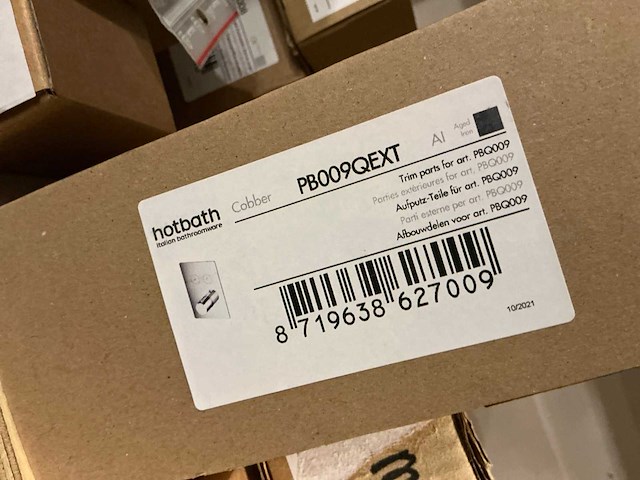 hotbath
italian bathroomware
Cobber
PB009QEXT
AI
Aged
Iron
Trim parts for art. PBQ009
Parties extérieures for art. PBQ009
Aufputz-Teile für art. PBQ009
Parti esterne per art. PBQ009
Afbouwdelen voor art. PBQ009
8 719638 627009
10/2021